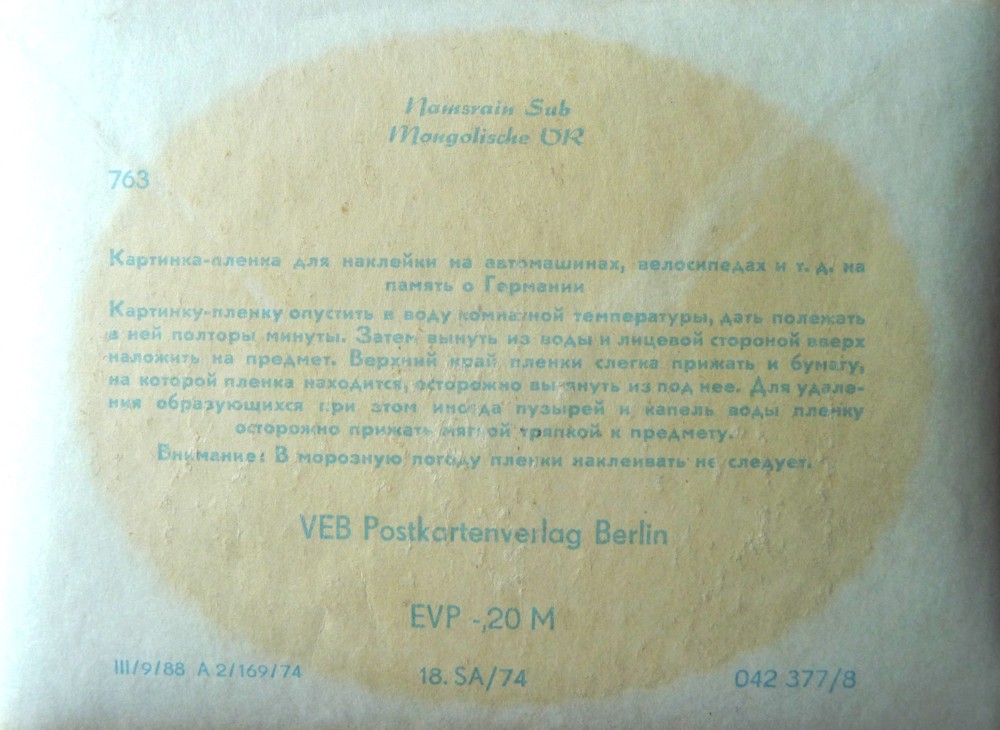 Namsrain Sub
Mongolische VR
763
Картинка-пленка для наклейки на автомашинах, велосипедах и т. д. на
память о Германии
Картинку-пленку опустить в воду комнатной температуры, дать полежать
в ней полторы минуты. Затем вынуть из воды и лицевой стороной вверх
наложить на предмет. Верхний край пленки слегка прижать и бумагу,
на которой пленка находится, осторожно вытянуть из под нее. Для удале-
ния образующихся при этом иногда пузырей и капель воды пленку
осторожно прижать мягкой тряпкой к предмету.
Внимание: В морозную погоду пленки наклеивать не следует.
VEB Postkartenverlag Berlin
EVP -,20 M
III/9/88 A 2/169/74 18. SA/74 042 377/8